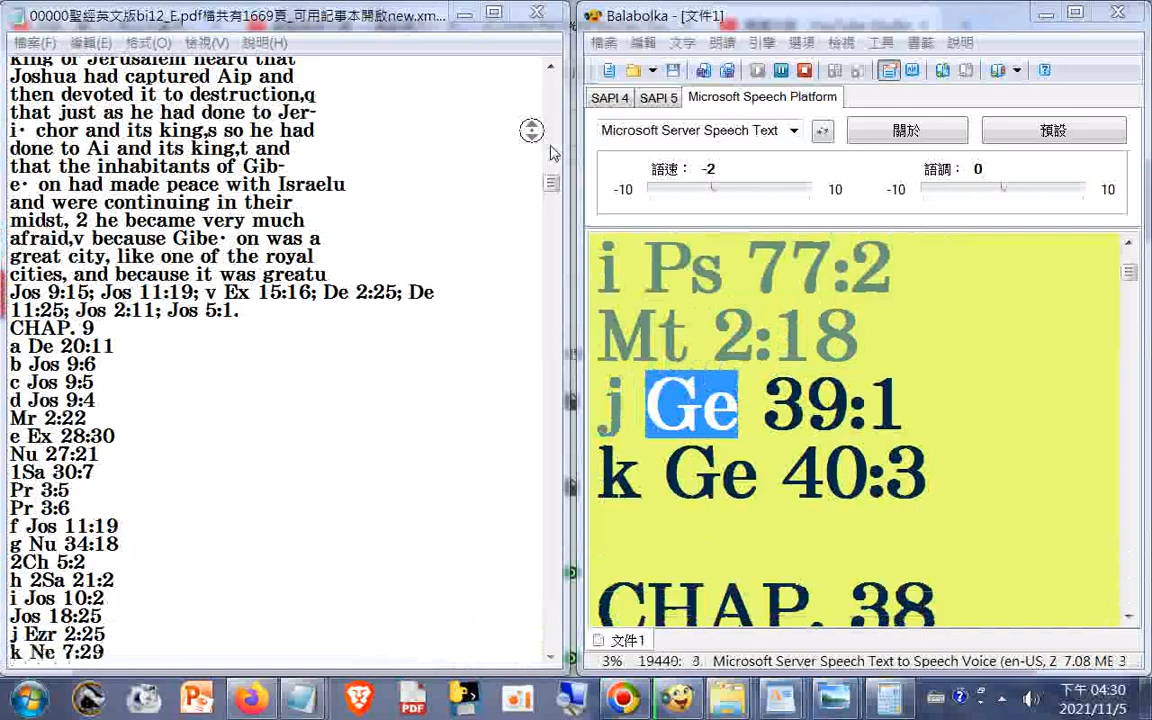 00000聖經英文版bi12_E.pdf檔共有1669頁_可用記事本開啟new.xm...
檔案(F) 編輯(E) 格式(O) 檢視(V) 說明(H)
King of Jerusalem heard that
Joshua had captured Aip and
then devoted it to destruction,q
that just as he had done to Jer-
i· chor and its king,s so he had
done to Ai and its king,t and
that the inhabitants of Gib-
e· on had made peace with Israelu
and were continuing in their
midst, 2 he became very much
afraid,v because Gibe· on was a
great city, like one of the royal
cities, and because it was greatu
Jos 9:15; Jos 11:19; v Ex 15:16; De 2:25; De
11:25; Jos 2:11; Jos 5:1.
CHAP. 9
a De 20:11
b Jos 9:6
c Jos 9:5
d Jos 9:4
Mr 2:22
e Ex 28:30
Nu 27:21
1Sa 30:7
Pr 3:5
Pr 3:6
f Jos 11:19
g Nu 34:18
2Ch 5:2
h 2Sa 21:2
i Jos 10:2
Jos 18:25
j Ezr 2:25
k Ne 7:29
Balabolka - [文件1]
檔案 編輯 文字 朗讀 引擎 選項 檢視 工具 書籤 說明
SAPI 4 SAPI 5 Microsoft Speech Platform
Microsoft Server Speech Text 關於 預設
語速: -2 語調: 0
-10 10 -10 10
i Ps 77:2
Mt 2:18
j Ge 39:1
k Ge 40:3
CHAP. 38
文件1
3% 19440: 8 Microsoft Server Speech Text to Speech Voice (en-US, Z 7.08 MB 3
PDF
下午 04:30
2021/11/5